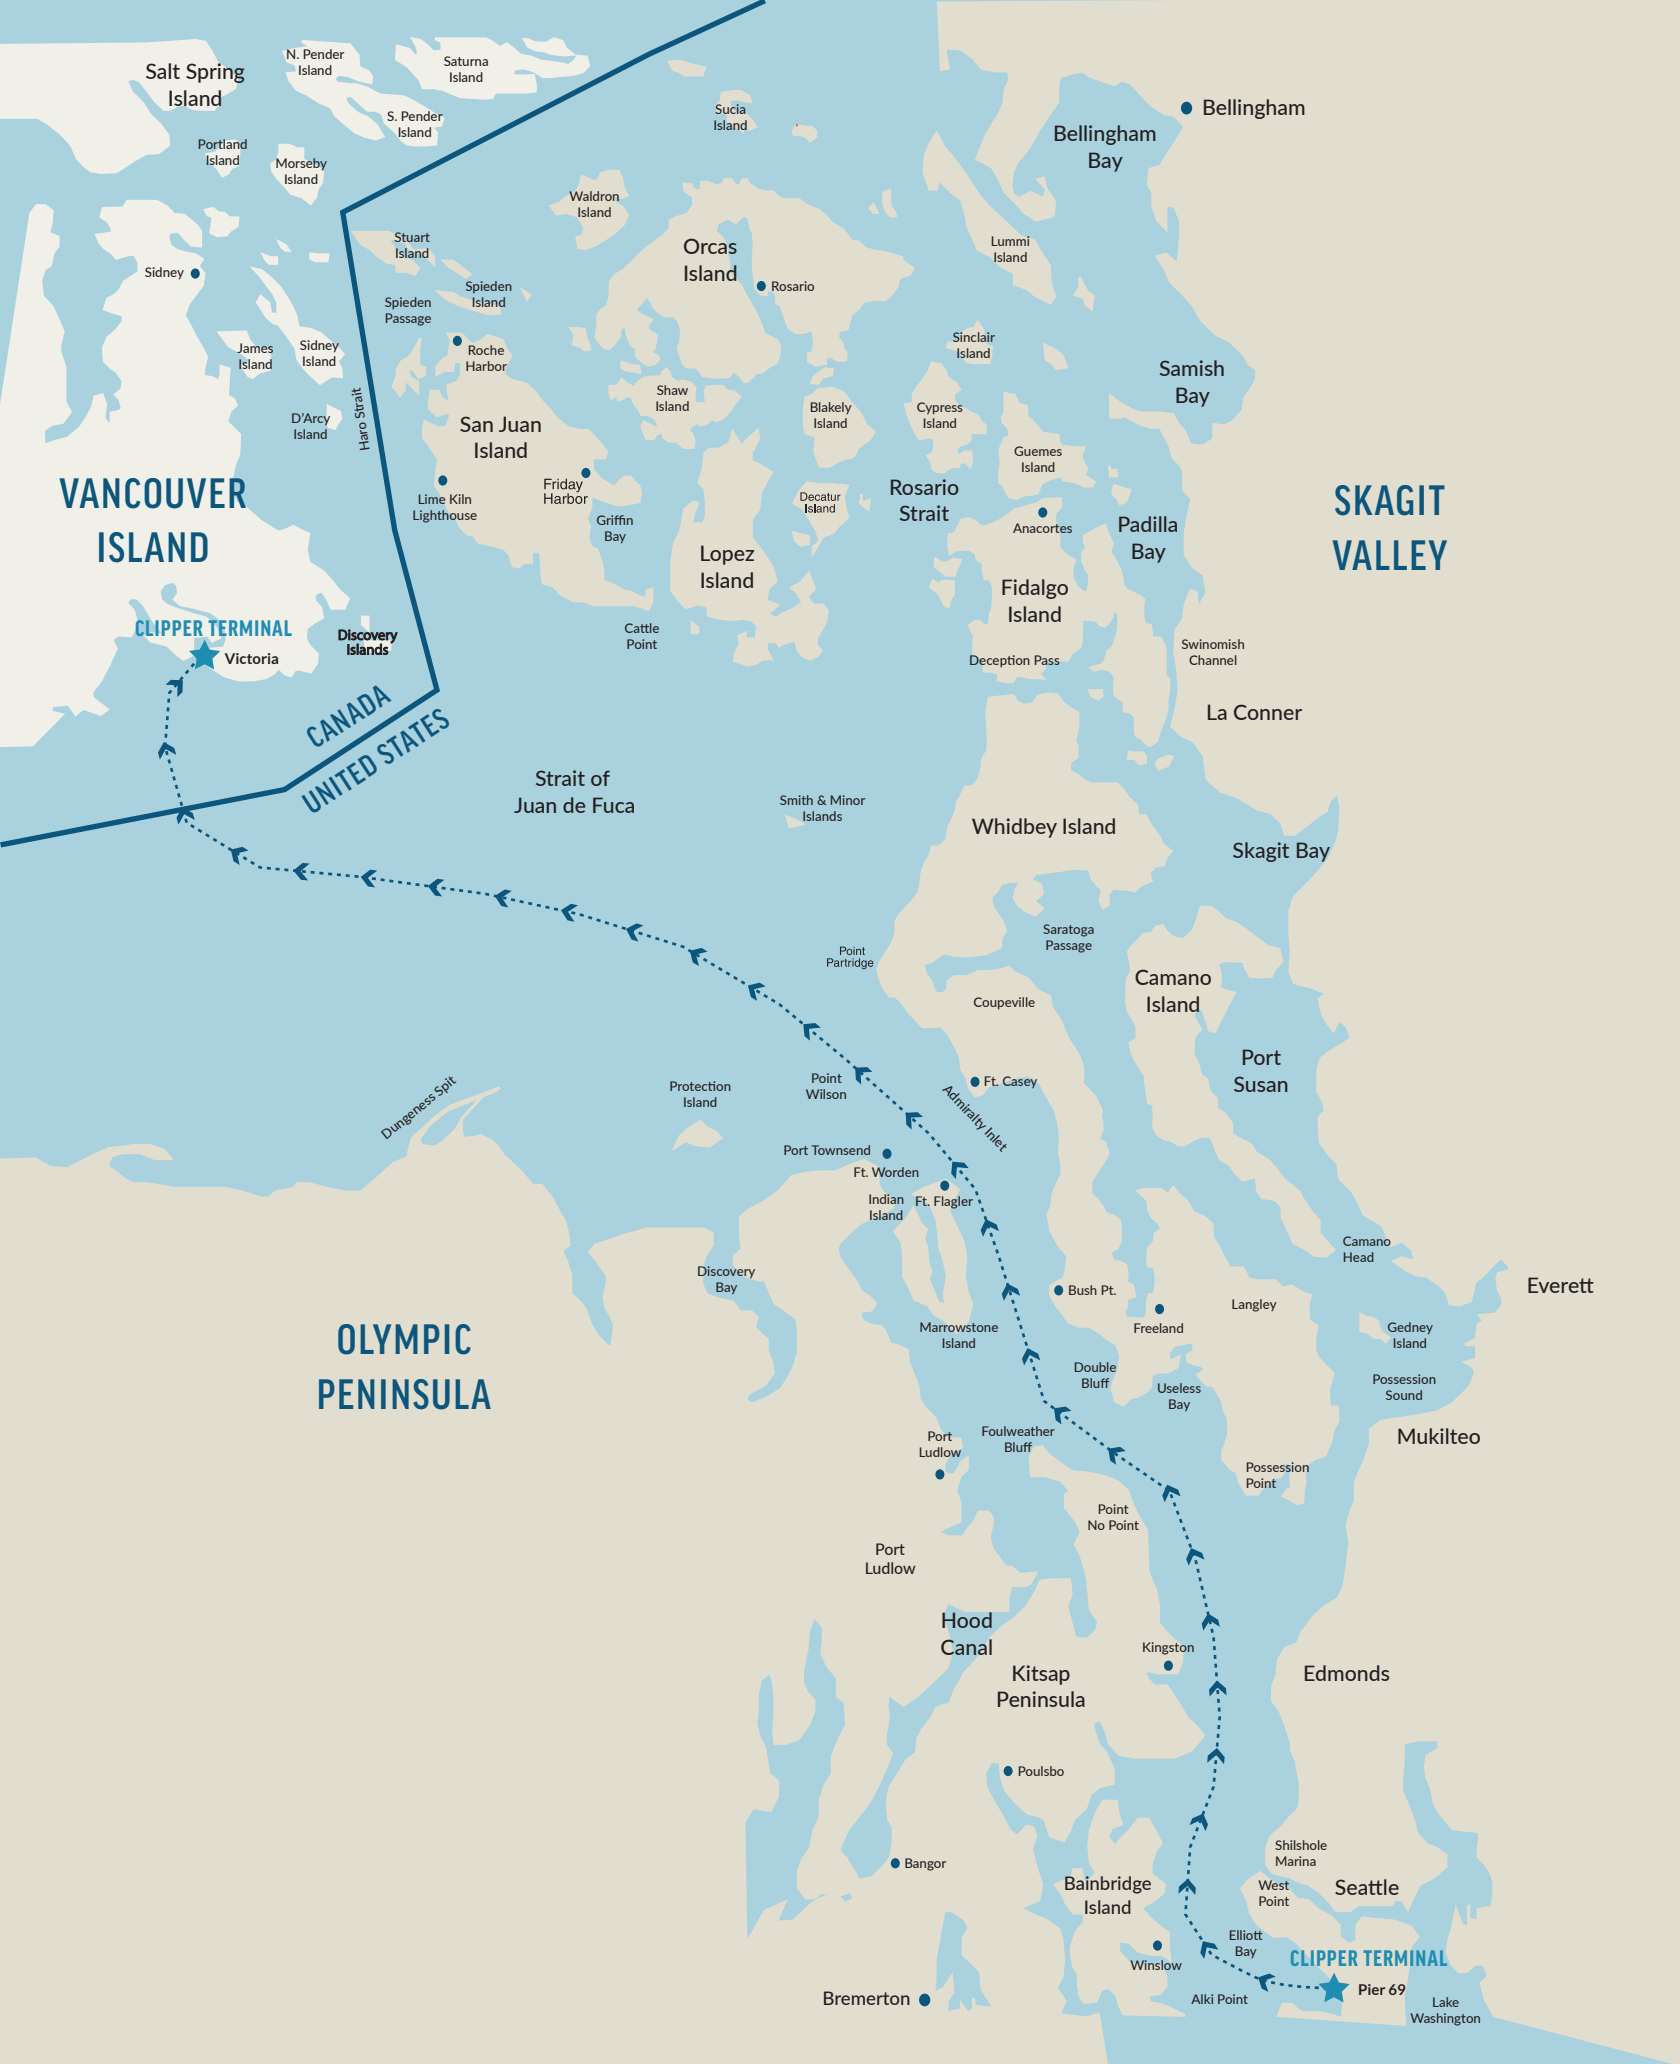 Salt Spring
Island
N. Pender
Island
Saturna
Island
S. Pender
Island
Portland
Island
Morseby
Island
Sucia
Island
Bellingham
Bellingham
Bay
Waldron
Island
Stuart
Island
Orcas
Island
Lummi
Island
Sidney
Spieden
Island
Spieden
Passage
Rosario
James
Island
Sidney
Island
Roche
Harbor
Sinclair
Island
Samish
Bay
D'Arcy
Island
Haro Strait
San Juan
Island
Shaw
Island
Blakely
Island
Cypress
Island
Guemes
Island
VANCOUVER
ISLAND
Lime Kiln
Lighthouse
Friday
Harbor
Griffin
Bay
Decatur
Island
Rosario
Strait
Anacortes
Padilla
Bay
SKAGIT
VALLEY
Lopez
Island
Fidalgo
Island
CLIPPER TERMINAL
Victoria
Discovery
Islands
Cattle
Point
Deception Pass
Swinomish
Channel
La Conner
CANADA
UNITED STATES
Strait of
Juan de Fuca
Smith & Minor
Islands
Whidbey Island
Skagit Bay
Point
Partridge
Saratoga
Passage
Camano
Island
Coupeville
Port
Susan
Dungeness Spit
Protection
Island
Point
Wilson
Ft. Casey
Admiralty Inlet
Port Townsend
Ft. Worden
Indian
Island
Ft. Flagler
Camano
Head
Discovery
Bay
Bush Pt.
Langley
Everett
Freeland
Gedney
Island
OLYMPIC
PENINSULA
Marrowstone
Island
Double
Bluff
Useless
Bay
Possession
Sound
Mukilteo
Port
Ludlow
Foulweather
Bluff
Possession
Point
Point
No Point
Port
Ludlow
Hood
Canal
Kingston
Kitsap
Peninsula
Edmonds
Poulsbo
Bangor
Shilshole
Marina
West
Point
Seattle
Bainbridge
Island
Elliott
Bay
CLIPPER TERMINAL
Winslow
Pier 69
Bremerton
Alki Point
Lake
Washington